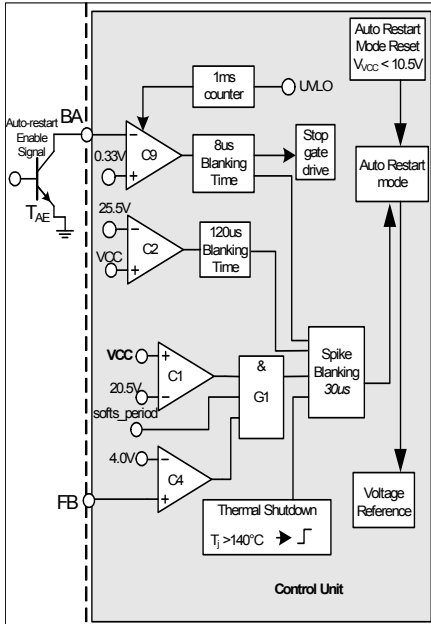 Auto Restart
Mode Reset
VVCC < 10.5V
1ms
counter
UVLO
BA
Auto-restart
Enable
Signal
TAE
0.33V
C9
8us
Blanking
Time
Stop
gate
drive
Auto Restart
mode
25.5V
VCC
C2
120us
Blanking
Time
VCC
20.5V
C1
softs_period
&
G1
Spike
Blanking
30us
4.0V
C4
FB
Thermal Shutdown
Tj >140°C
Voltage
Reference
Control Unit